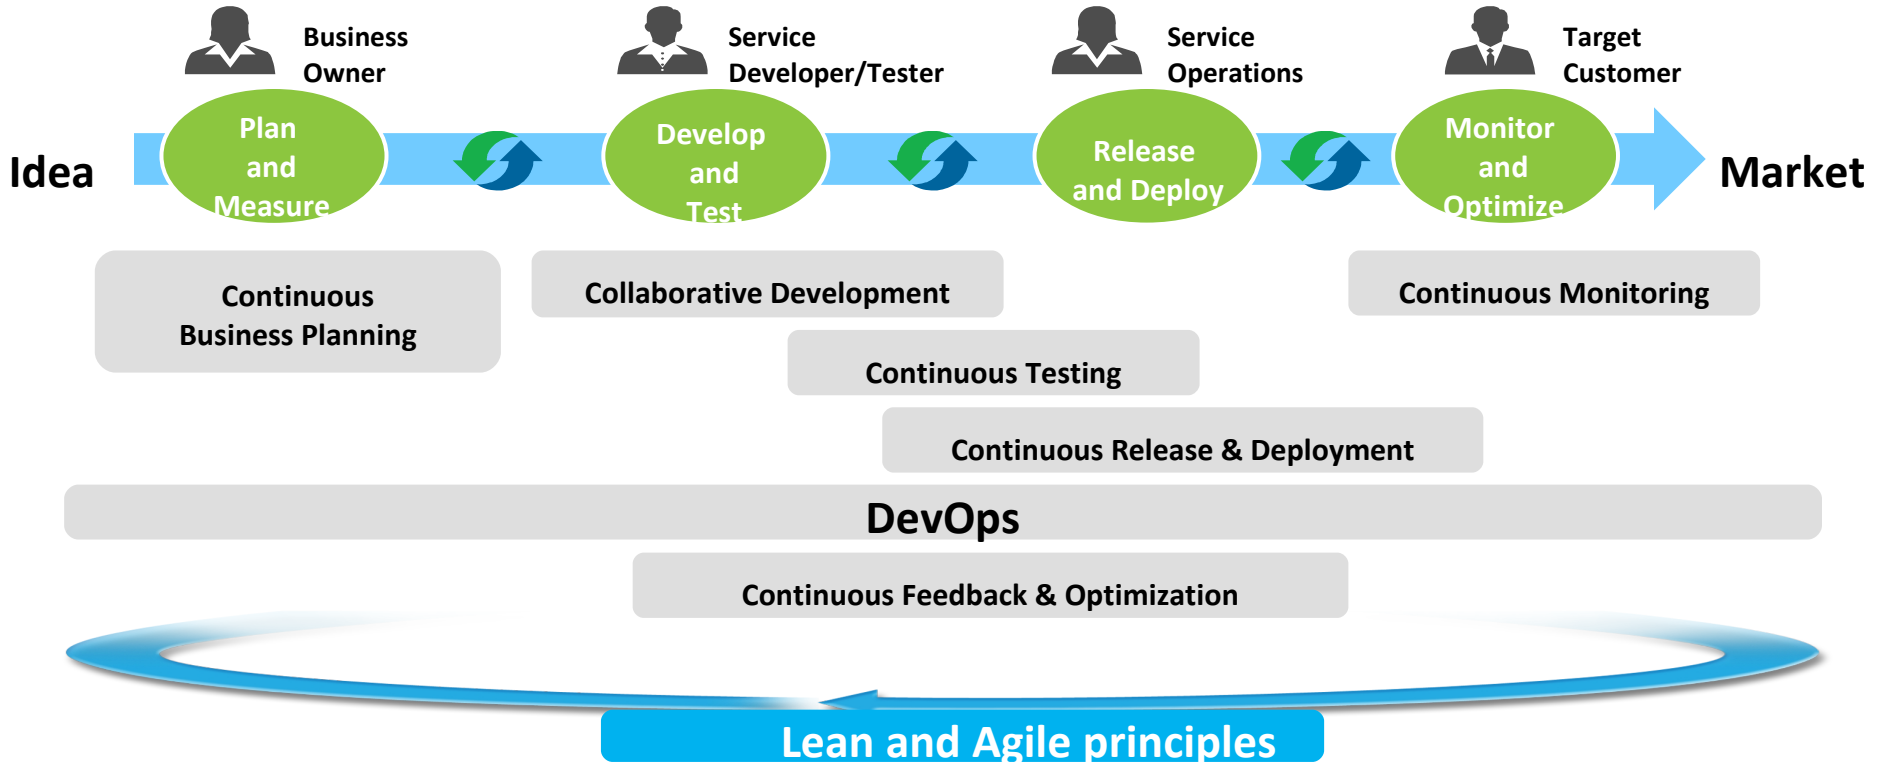 Business
Owner
Service
Developer/Tester
Service
Operations
Target
Customer
Idea
Plan
and
Measure
Develop
and
Test
Release
and Deploy
Monitor
and
Optimize
Market
Continuous
Business Planning
Collaborative Development
Continuous Monitoring
Continuous Testing
Continuous Release & Deployment
DevOps
Continuous Feedback & Optimization
Lean and Agile principles